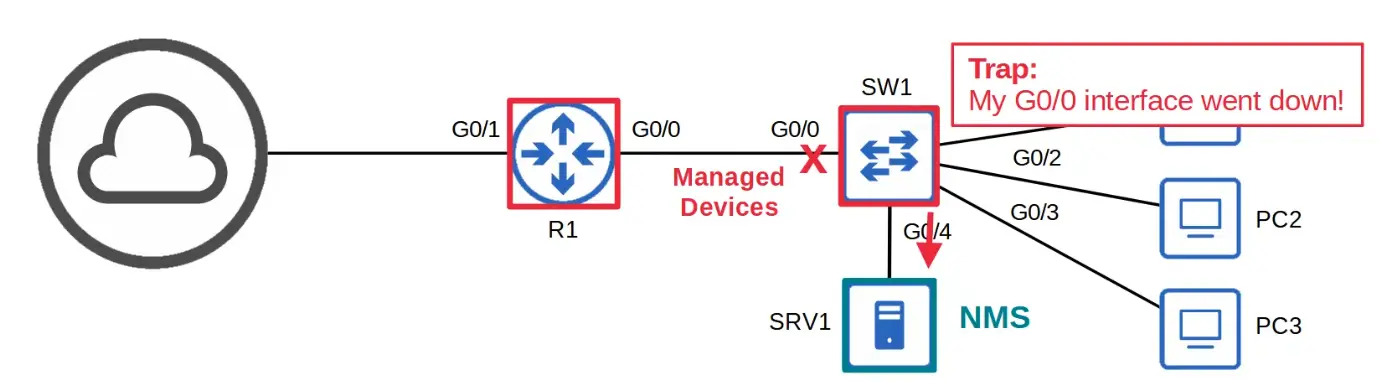 Trap:
My G0/0 interface went down!
SW1
G0/1
G0/0
G0/0
X
Managed
Devices
R1
G0/2
G0/3
PC2
G0/4
SRV1
NMS
PC3